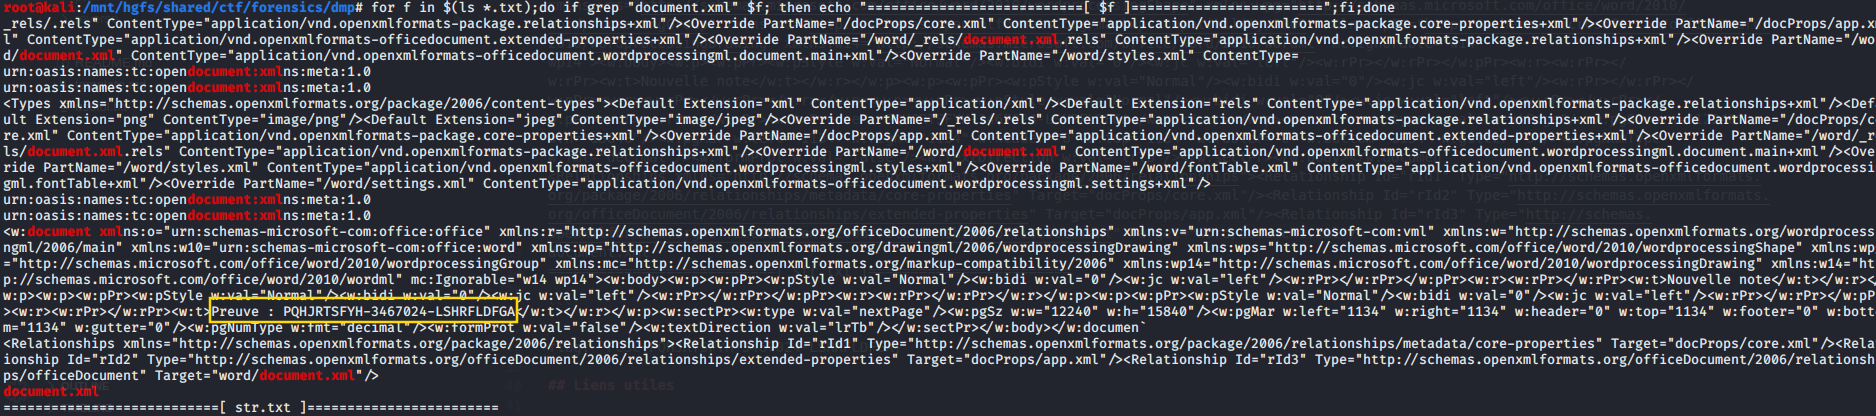 root@kali:/mnt/hgfs/shared/ctf/forensics/dmp# for f in $(ls *.txt);do if grep "document.xml" $f; then echo "===========================[ $f ]========================";fi;done
_rels/.rels" ContentType="application/vnd.openxmlformats-package.relationships+xml"/><Override PartName="/docProps/core.xml" ContentType="application/vnd.openxmlformats-package.core-properties+xml"/><Override PartName="/docProps/app.xm
l" ContentType="application/vnd.openxmlformats-officedocument.extended-properties+xml"/><Override PartName="/word/_rels/document.xml.rels" ContentType="application/vnd.openxmlformats-package.relationships+xml"/><Override PartName="/wor
d/document.xml" ContentType="application/vnd.openxmlformats-officedocument.wordprocessingml.document.main+xml"/><Override PartName="/word/styles.xml" ContentType=
urn:oasis:names:tc:opendocument:xmlns:meta:1.0
urn:oasis:names:tc:opendocument:xmlns:meta:1.0
<Types xmlns="http://schemas.openxmlformats.org/package/2006/content-types"><Default Extension="xml" ContentType="application/xml"/><Default Extension="rels" ContentType="application/vnd.openxmlformats-package.relationships+xml"/><Defa
ult Extension="png" ContentType="image/png"/><Default Extension="jpeg" ContentType="image/jpeg"/><Override PartName="/_rels/.rels" ContentType="application/vnd.openxmlformats-package.relationships+xml"/><Override PartName="/docProps/co
re.xml" ContentType="application/vnd.openxmlformats-package.core-properties+xml"/><Override PartName="/docProps/app.xml" ContentType="application/vnd.openxmlformats-officedocument.extended-properties+xml"/><Override PartName="/word/_re
ls/document.xml.rels" ContentType="application/vnd.openxmlformats-package.relationships+xml"/><Override PartName="/word/document.xml" ContentType="application/vnd.openxmlformats-officedocument.wordprocessingml.document.main+xml"/><Over
ride PartName="/word/styles.xml" ContentType="application/vnd.openxmlformats-officedocument.wordprocessingml.styles+xml"/><Override PartName="/word/fontTable.xml" ContentType="application/vnd.openxmlformats-officedocument.wordprocessin
gml.fontTable+xml"/><Override PartName="/word/settings.xml" ContentType="application/vnd.openxmlformats-officedocument.wordprocessingml.settings+xml"/>
urn:oasis:names:tc:opendocument:xmlns:meta:1.0
urn:oasis:names:tc:opendocument:xmlns:meta:1.0
<w:document xmlns:o="urn:schemas-microsoft-com:office:office" xmlns:r="http://schemas.openxmlformats.org/officeDocument/2006/relationships" xmlns:v="urn:schemas-microsoft-com:vml" xmlns:w="http://schemas.openxmlformats.org/wordprocess
ngml/2006/main" xmlns:w10="urn:schemas-microsoft-com:office:word" xmlns:wp="http://schemas.openxmlformats.org/drawingml/2006/wordprocessingDrawing" xmlns:wps="http://schemas.microsoft.com/office/word/2010/wordprocessingShape" xmlns:wp
="http://schemas.microsoft.com/office/word/2010/wordprocessingGroup" xmlns:mc="http://schemas.openxmlformats.org/markup-compatibility/2006" xmlns:wp14="http://schemas.microsoft.com/office/word/2010/wordprocessingDrawing" xmlns:w14="ht
p://schemas.microsoft.com/office/word/2010/wordml" mc:Ignorable="w14 wp14"><w:body><w:p><w:pPr><w:pStyle w:val="Normal"/><w:bidi w:val="0"/><w:jc w:val="left"/><w:rPr></w:rPr></w:pPr><w:r><w:rPr></w:rPr><w:t>Nouvelle note</w:t></w:r></
w:p><w:p><w:pPr><w:pStyle w:val="Normal"/><w:bidi w:val="0"/><w:jc w:val="left"/><w:rPr></w:rPr></w:pPr><w:r><w:rPr></w:rPr></w:r></w:p><w:p><w:pPr><w:pStyle w:val="Normal"/><w:bidi w:val="0"/><w:jc w:val="left"/><w:rPr></w:rPr></w:pP
r><w:r><w:rPr></w:rPr><w:t>Preuve : PQHJRTSFYH-3467024-LSHRFLDFGA</w:t></w:r></w:p><w:sectPr><w:type w:val="nextPage"/><w:pgSz w:w="12240" w:h="15840"/><w:pgMar w:left="1134" w:right="1134" w:header="0" w:top="1134" w:footer="0" w:bott
m="1134" w:gutter="0"/><w:pgNumType w:fmt="decimal"/><w:formProt w:val="false"/><w:textDirection w:val="lrTb"/></w:sectPr></w:body></w:documen`
<Relationships xmlns="http://schemas.openxmlformats.org/package/2006/relationships"><Relationship Id="rId1" Type="http://schemas.openxmlformats.org/package/2006/relationships/metadata/core-properties" Target="docProps/core.xml"/><Rela
ionship Id="rId2" Type="http://schemas.openxmlformats.org/officeDocument/2006/relationships/extended-properties" Target="docProps/app.xml"/><Relationship Id="rId3" Type="http://schemas.openxmlformats.org/officeDocument/2006/relationsh
ps/officeDocument" Target="word/document.xml"/>
## Liens utiles
document.xml
===========================[ str.txt ]========================